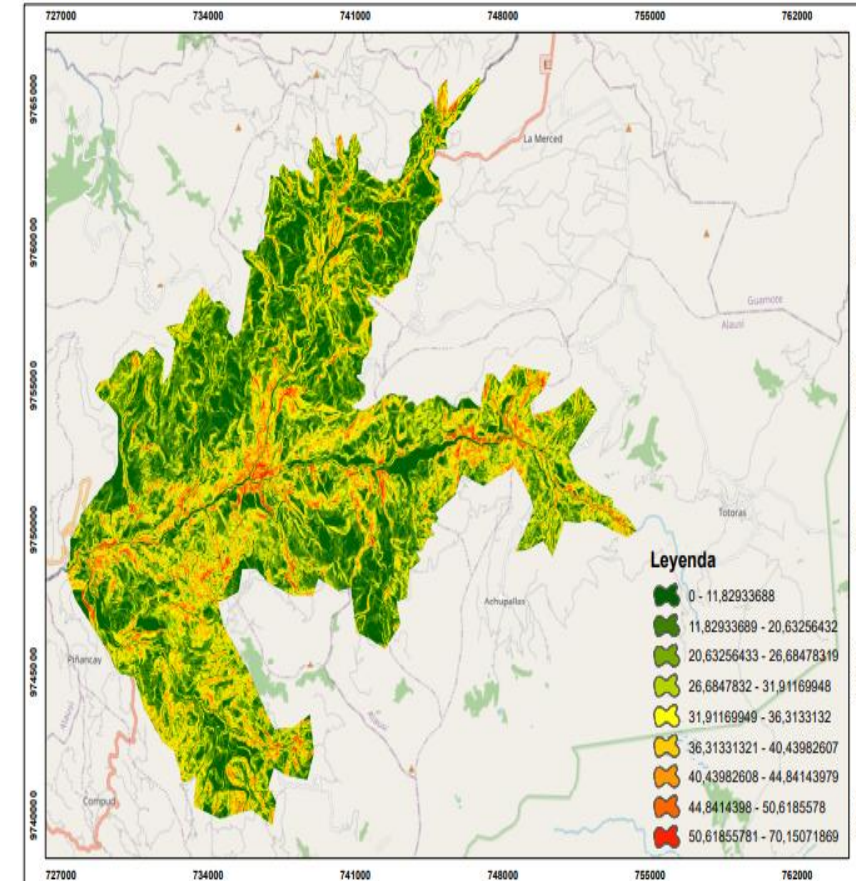 727000 734000 741000 748000 755000 762000
9765000
E3
La Merced
9760000
Guamote
Alausí
9755000
9750000
Totoras
Leyenda
0 - 11,82933688
Achupallas
11,82933689 - 20,63256432
20,63256433 - 26,68478319
Piñancay
9745000
26,6847832 - 31,91169948
31,91169949 - 36,3133132
Alausí
Alausí
36,31331321 - 40,43982607
40,43982608 - 44,84143979
Compud
9740000
44,8414398 - 50,6185578
50,61855781 - 70,15071869
727000 734000 741000 748000 755000 762000